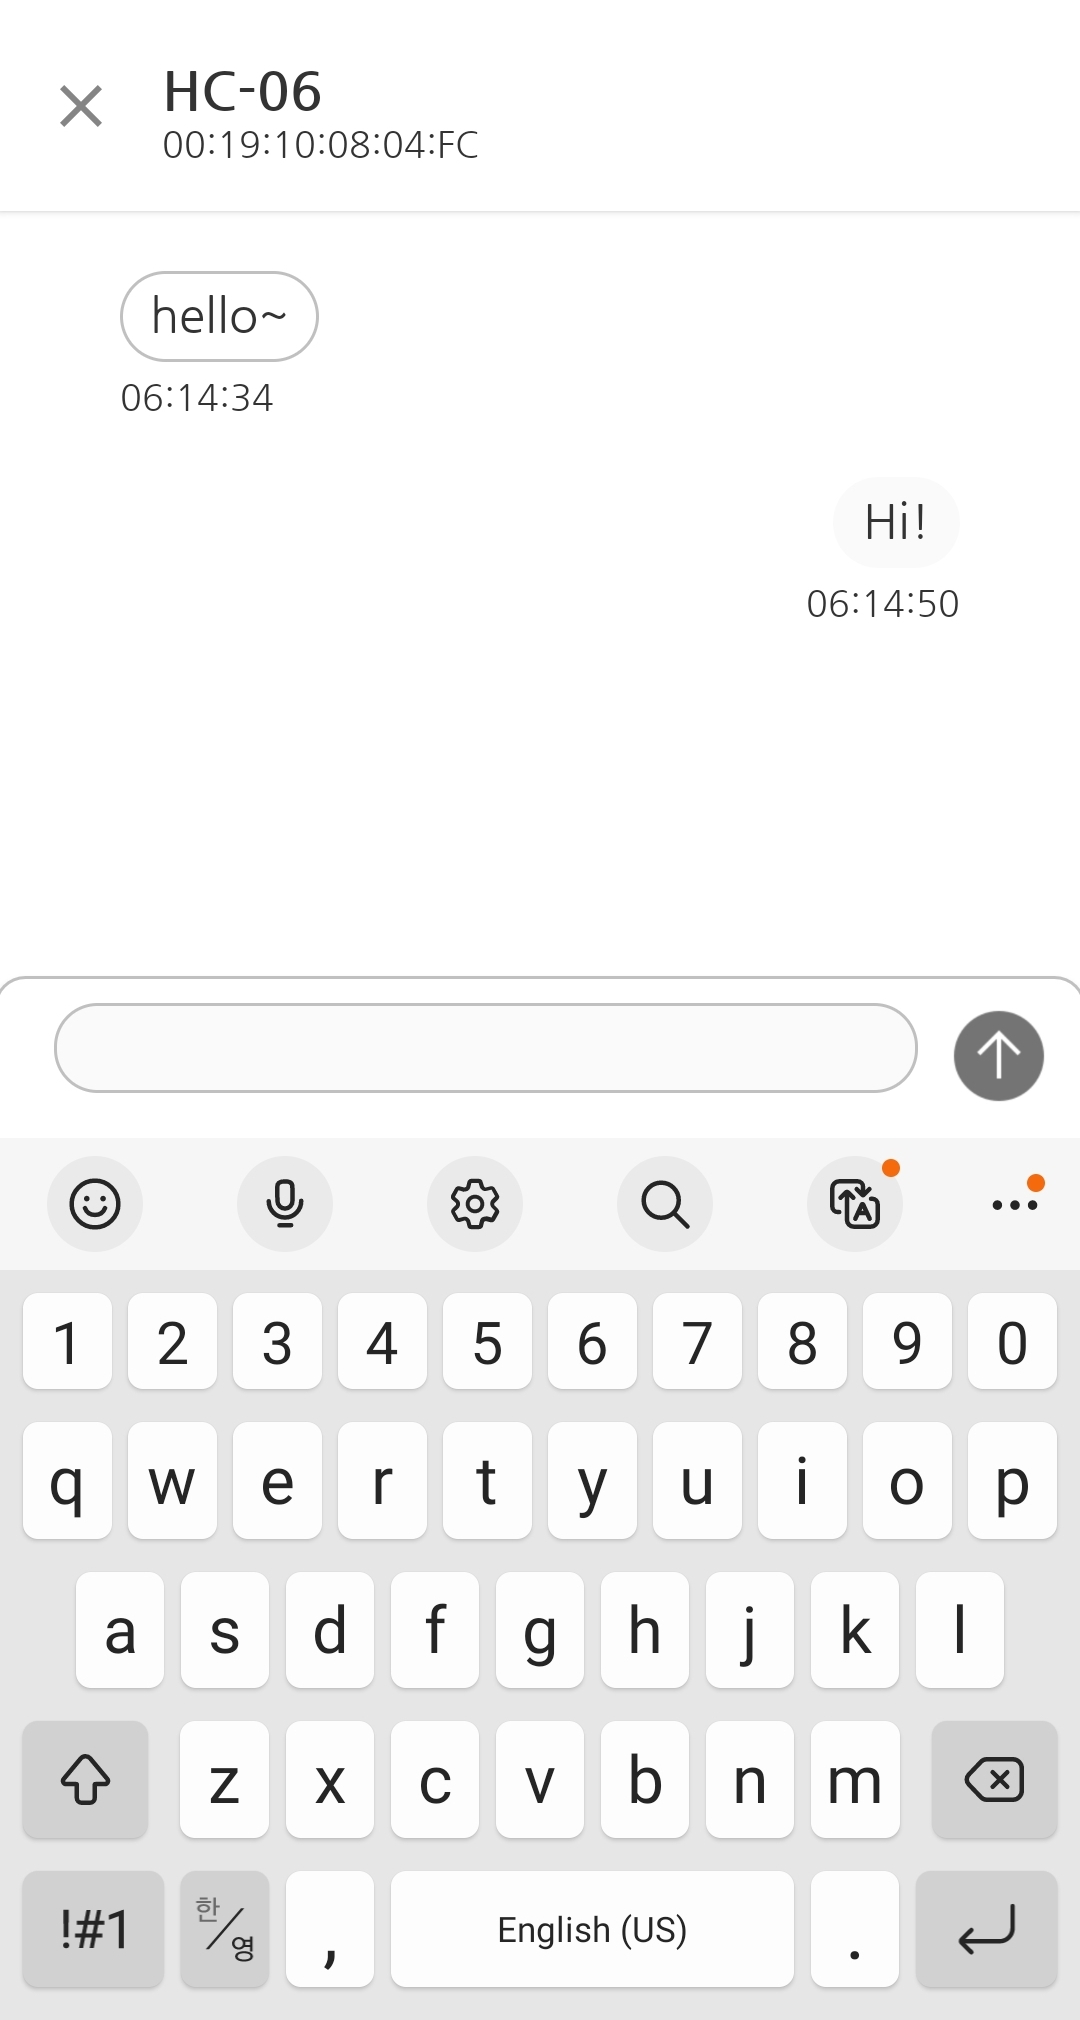 HC-06
00:19:10:08:04:FC
hello~
06:14:34
Hi!
06:14:50
1 2 3 4 5 6 7 8 9 0
q w e r t y u i o p
a s d f g h j k l
z x c v b n m
!#1 한/영 , English (US) .